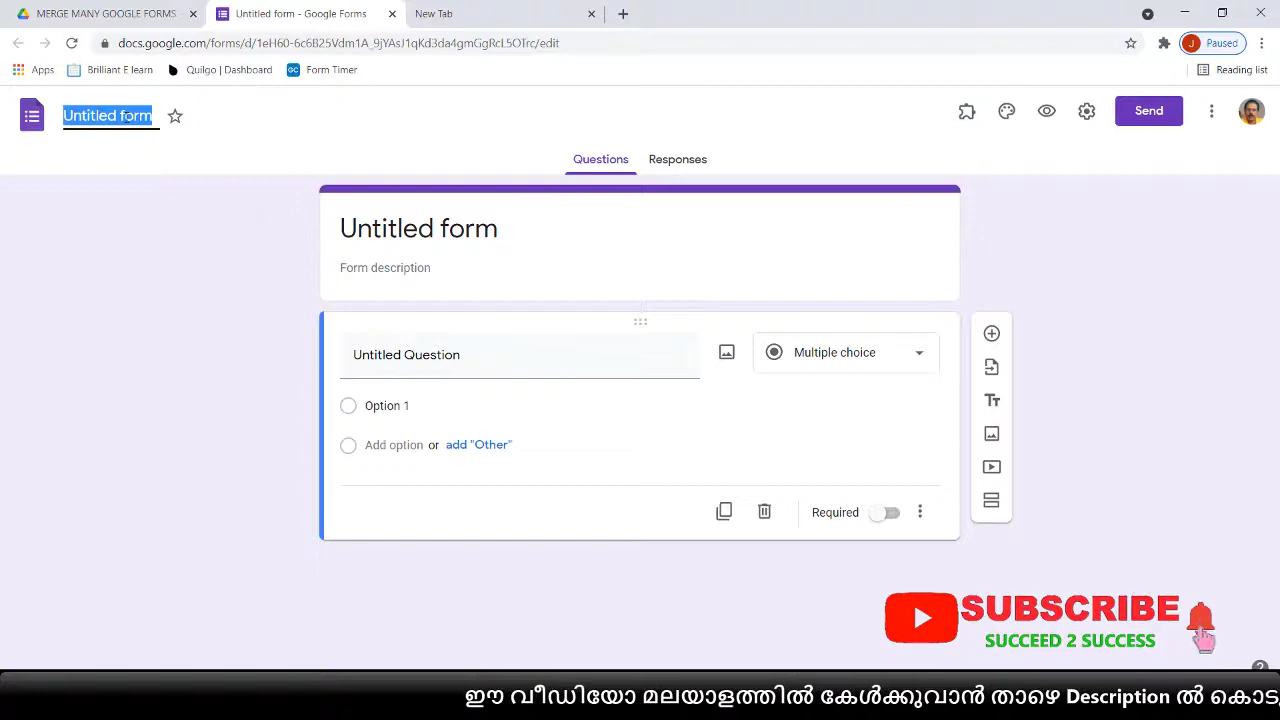 MERGE MANY GOOGLE FORMS
Untitled form - Google Forms
New Tab
docs.google.com/forms/d/1eH60-6c6B25Vdm1A_9jYAsJ1qKd3da4gmGgRrL5OTrc/edit
J Paused
Apps
Brilliant E learn
Quilgo | Dashboard
GC Form Timer
Reading list
Untitled form
Send
Questions
Responses
Untitled form
Form description
Untitled Question
Multiple choice
Option 1
Add option or add "Other"
Required
SUBSCRIBE
SUCCEED 2 SUCCESS
ഈ വീഡിയോ മലയാളത്തിൽ കേൾക്കുവാൻ താഴെ Description ൽ കൊട